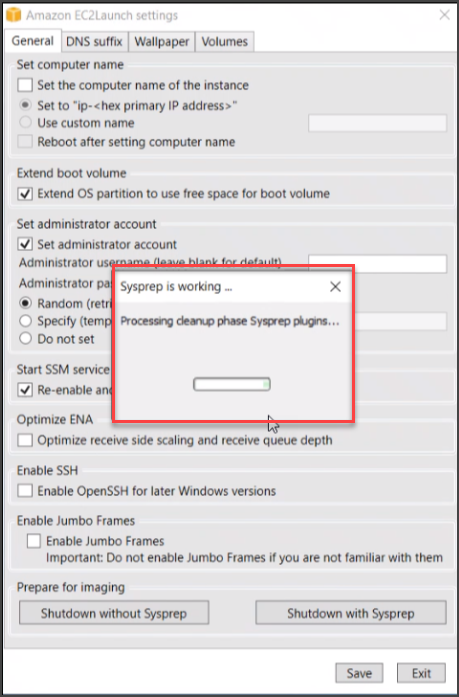 Amazon EC2Launch settings
General DNS suffix Wallpaper Volumes
Set computer name
Set the computer name of the instance
Set to "ip-<hex primary IP address>"
Use custom name
Reboot after setting computer name
Extend boot volume
Extend OS partition to use free space for boot volume
Set administrator account
Set administrator account
Administrator username (leave blank for default)
Administrator pa
Random (retri
Specify (temp
Do not set
Sysprep is working ...
Processing cleanup phase Sysprep plugins...
Start SSM service
Re-enable and
Optimize ENA
Optimize receive side scaling and receive queue depth
Enable SSH
Enable OpenSSH for later Windows versions
Enable Jumbo Frames
Enable Jumbo Frames
Important: Do not enable Jumbo Frames if you are not familiar with them
Prepare for imaging
Shutdown without Sysprep Shutdown with Sysprep
Save Exit